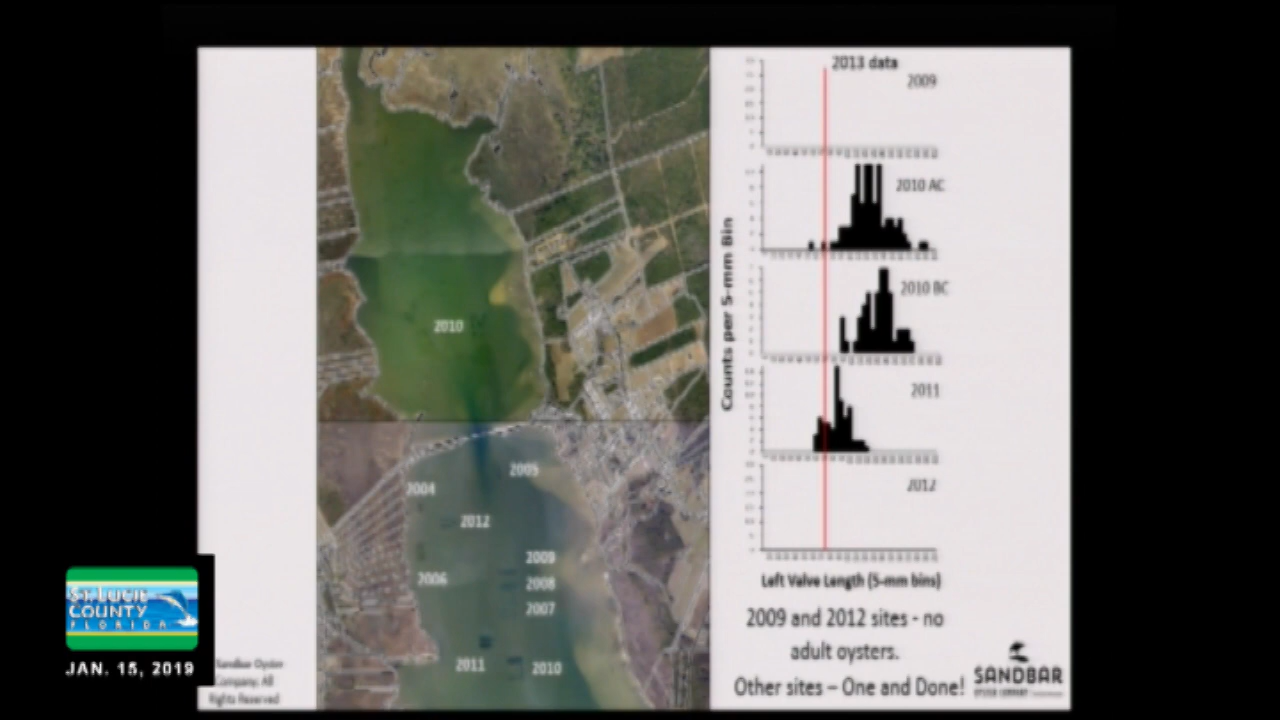 2013 data
2009
2010 AC
2010 BC
2011
2012
Counts per 5-mm Bin
Left Valve Length (5-mm bins)
2009 and 2012 sites - no
adult oysters.
Other sites – One and Done!
SANDBAR
2010
2005
2004
2012
2009
2006
2008
2007
2011
2010
ST. LUCIE
COUNTY
FLORIDA
JAN. 15, 2019
Sandbar Oyster
Company. All
Rights Reserved